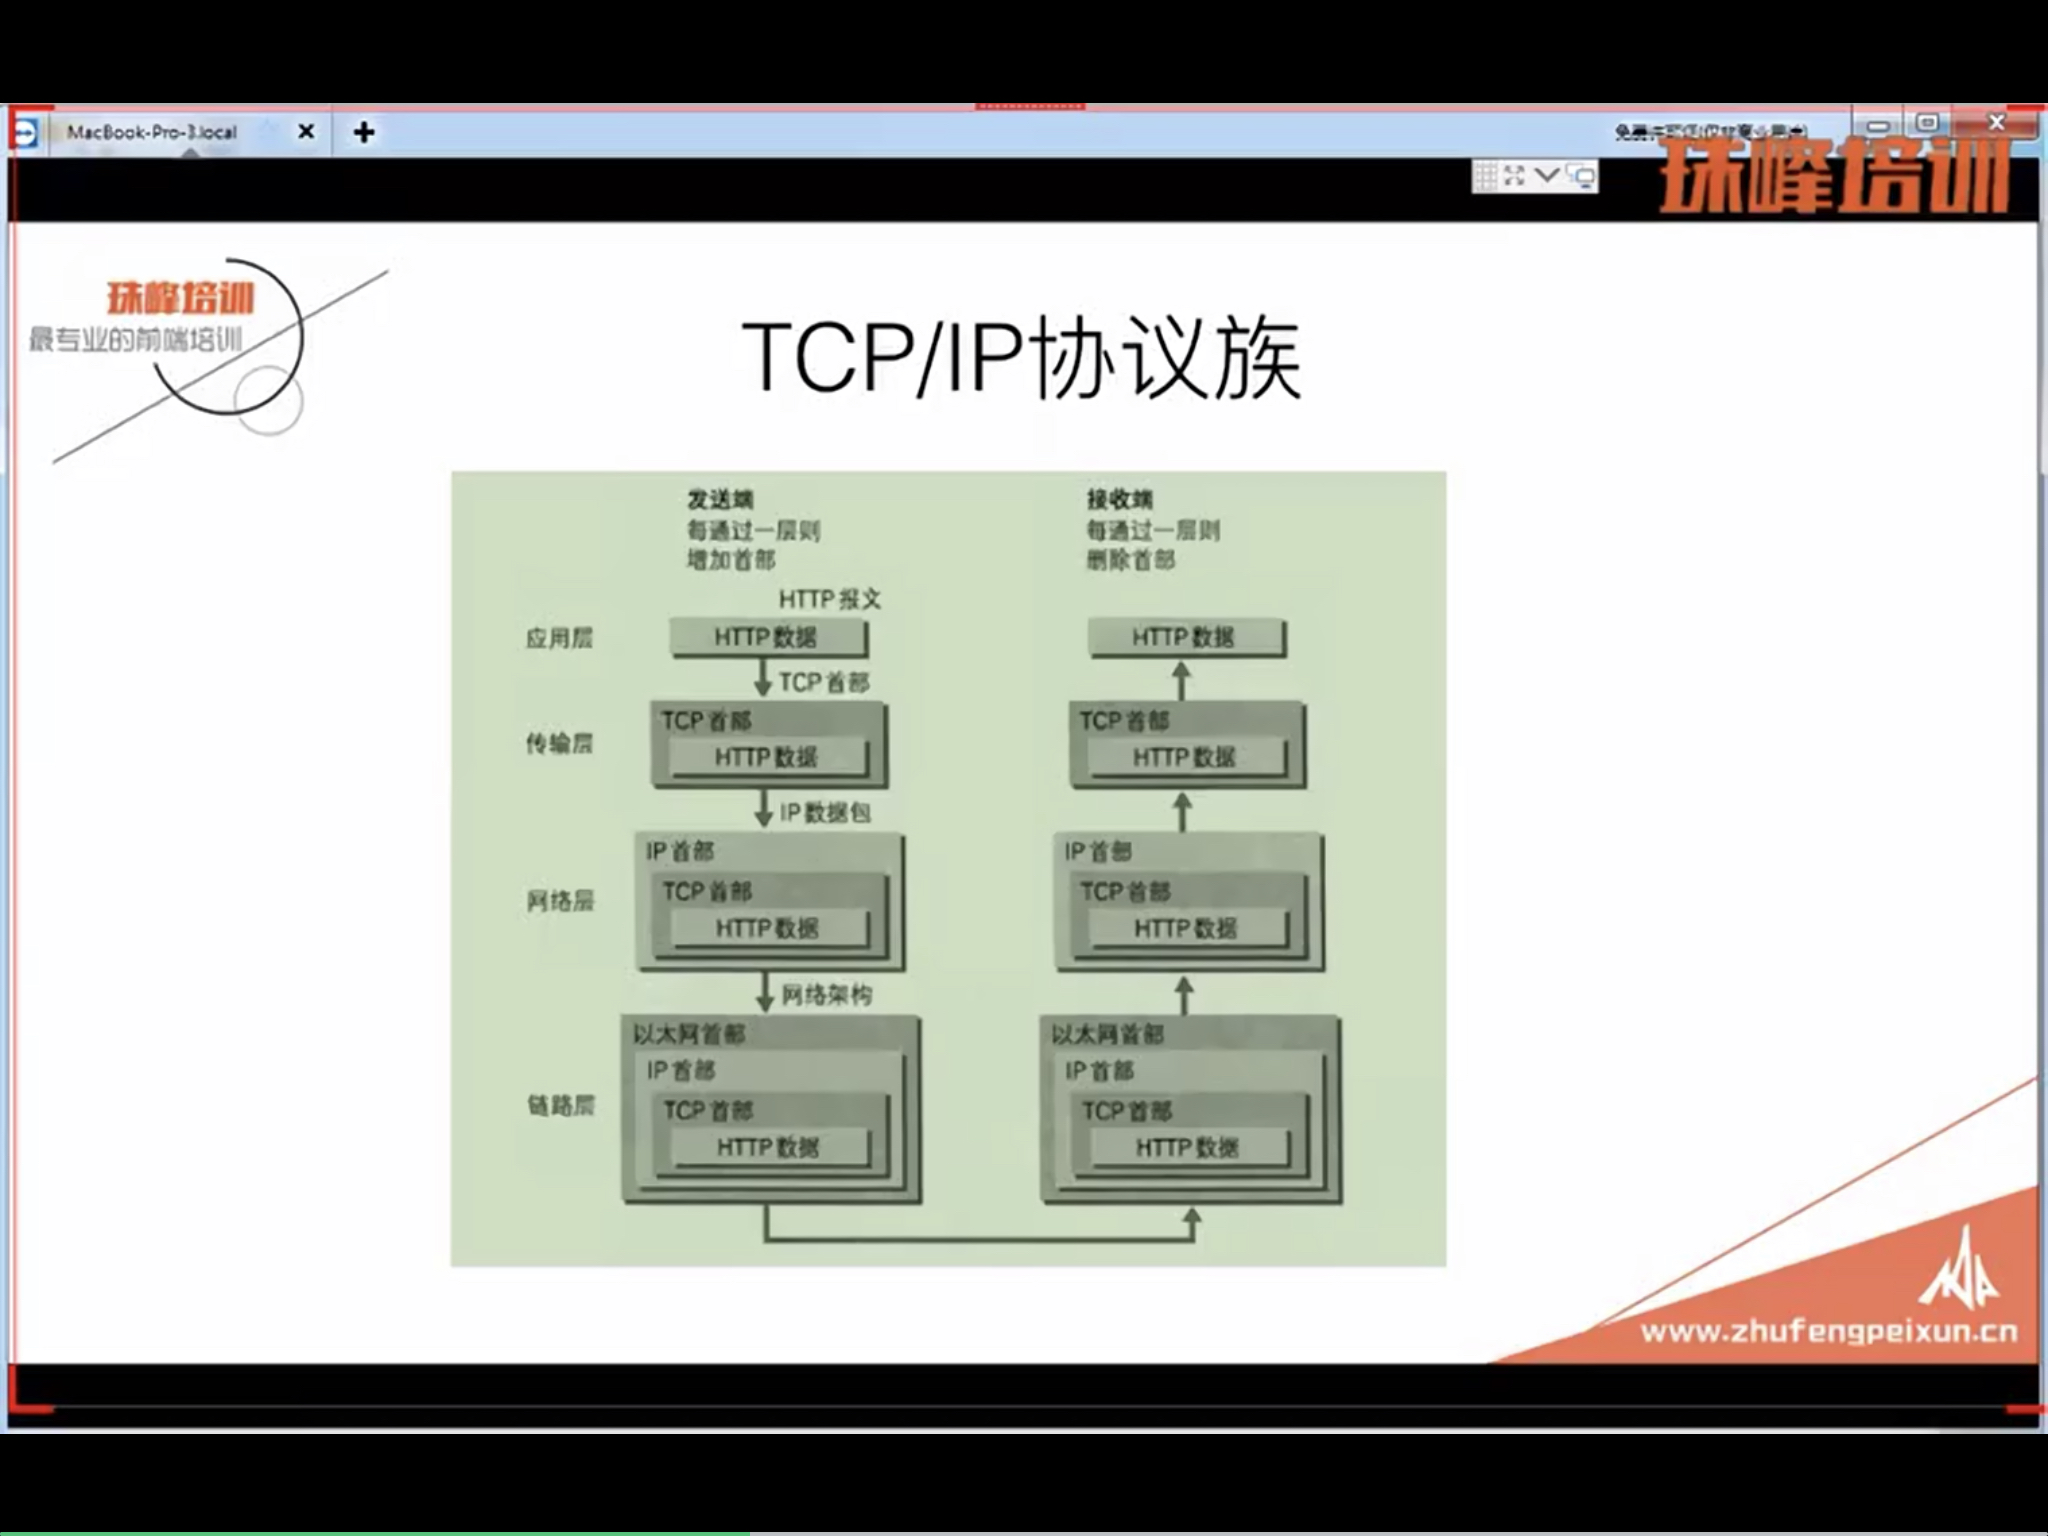 MacBook-Pro-3.local
珠峰培训
珠峰培训
最专业的前端培训
TCP/IP协议族
发送端
每通过一层则
增加首部
接收端
每通过一层则
删除首部
HTTP 报文
应用层
HTTP 数据
HTTP 数据
TCP 首部
传输层
TCP 首部
HTTP 数据
TCP 首部
HTTP 数据
IP 数据包
网络层
IP 首部
TCP 首部
HTTP 数据
IP 首部
TCP 首部
HTTP 数据
网络架构
链路层
以太网首部
IP 首部
TCP 首部
HTTP 数据
以太网首部
IP 首部
TCP 首部
HTTP 数据
www.zhufengpeixun.cn